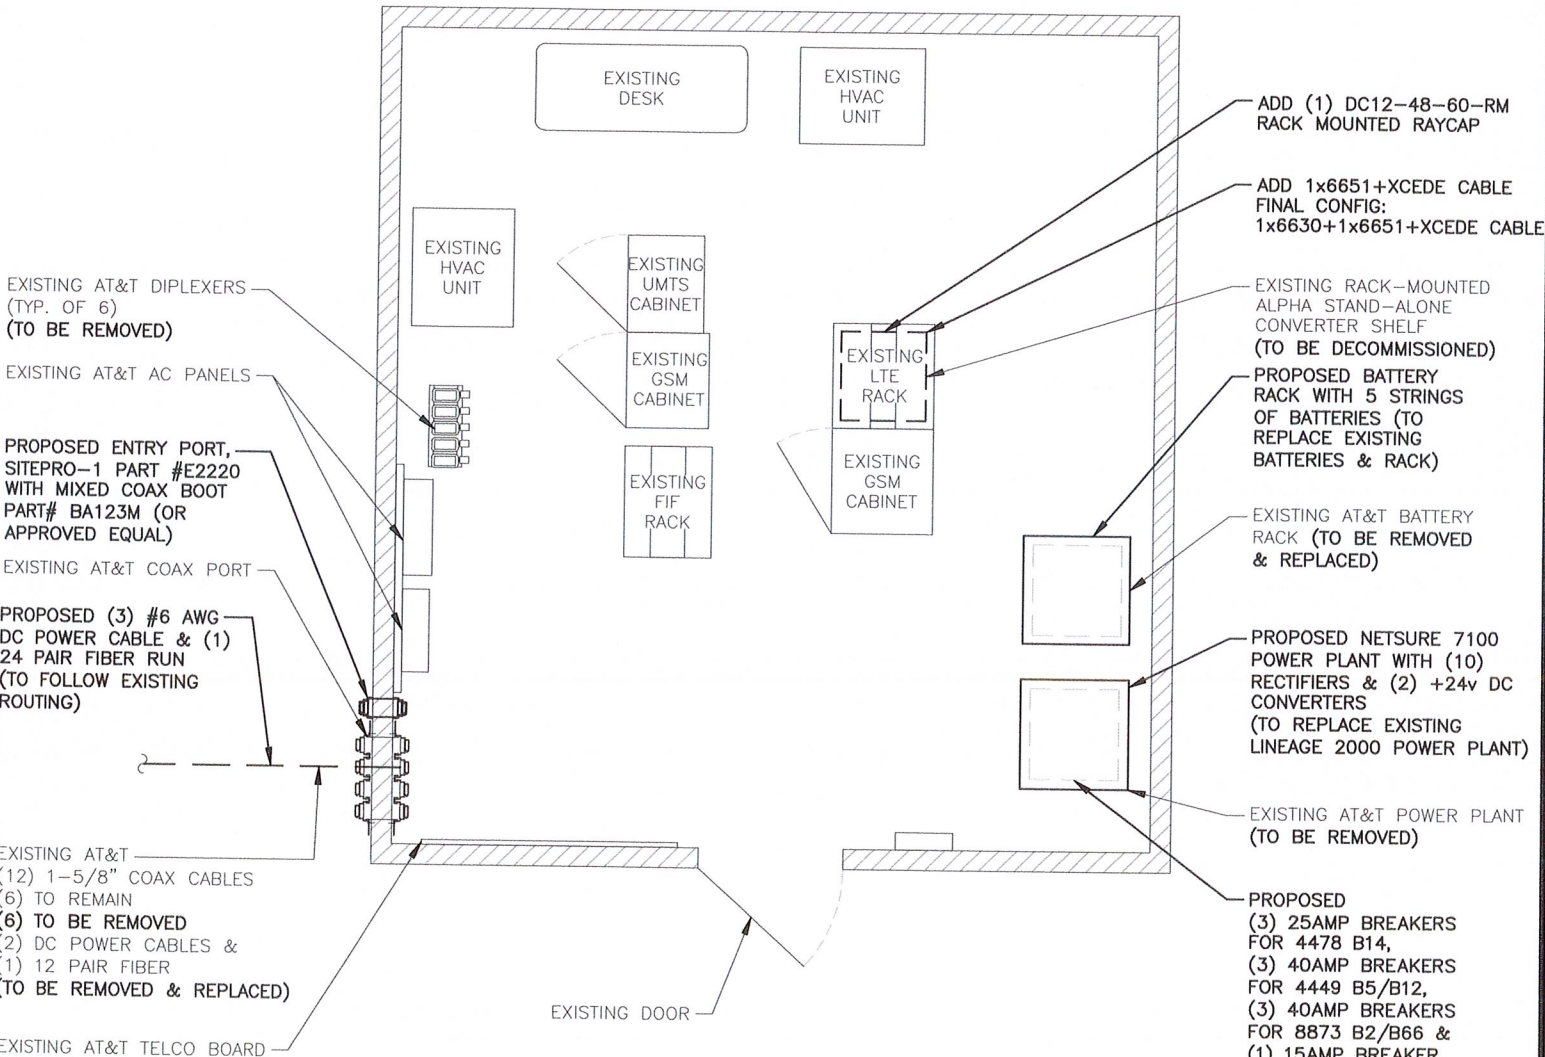 EXISTING
DESK
EXISTING
HVAC
UNIT
EXISTING
HVAC
UNIT
EXISTING
UMTS
CABINET
EXISTING
GSM
CABINET
EXISTING
FIF
RACK
EXISTING
LTE
RACK
EXISTING
GSM
CABINET
EXISTING AT&T DIPLEXERS
(TYP. OF 6)
(TO BE REMOVED)
EXISTING AT&T AC PANELS
PROPOSED ENTRY PORT,
SITEPRO-1 PART #E2220
WITH MIXED COAX BOOT
PART# BA123M (OR
APPROVED EQUAL)
EXISTING AT&T COAX PORT
PROPOSED (3) #6 AWG
DC POWER CABLE & (1)
24 PAIR FIBER RUN
(TO FOLLOW EXISTING
ROUTING)
EXISTING AT&T
(12) 1-5/8" COAX CABLES
(6) TO REMAIN
(6) TO BE REMOVED
(2) DC POWER CABLES &
(1) 12 PAIR FIBER
(TO BE REMOVED & REPLACED)
EXISTING AT&T TELCO BOARD
EXISTING DOOR
ADD (1) DC12-48-60-RM
RACK MOUNTED RAYCAP
ADD 1x6651+XCEDE CABLE
FINAL CONFIG:
1x6630+1x6651+XCEDE CABLE
EXISTING RACK-MOUNTED
ALPHA STAND-ALONE
CONVERTER SHELF
(TO BE DECOMMISSIONED)
PROPOSED BATTERY
RACK WITH 5 STRINGS
OF BATTERIES (TO
REPLACE EXISTING
BATTERIES & RACK)
EXISTING AT&T BATTERY
RACK (TO BE REMOVED
& REPLACED)
PROPOSED NETSURE 7100
POWER PLANT WITH (10)
RECTIFIERS & (2) +24v DC
CONVERTERS
(TO REPLACE EXISTING
LINEAGE 2000 POWER PLANT)
EXISTING AT&T POWER PLANT
(TO BE REMOVED)
PROPOSED
(3) 25AMP BREAKERS
FOR 4478 B14,
(3) 40AMP BREAKERS
FOR 4449 B5/B12,
(3) 40AMP BREAKERS
FOR 8873 B2/B66 &
(1) 15AMP BREAKER